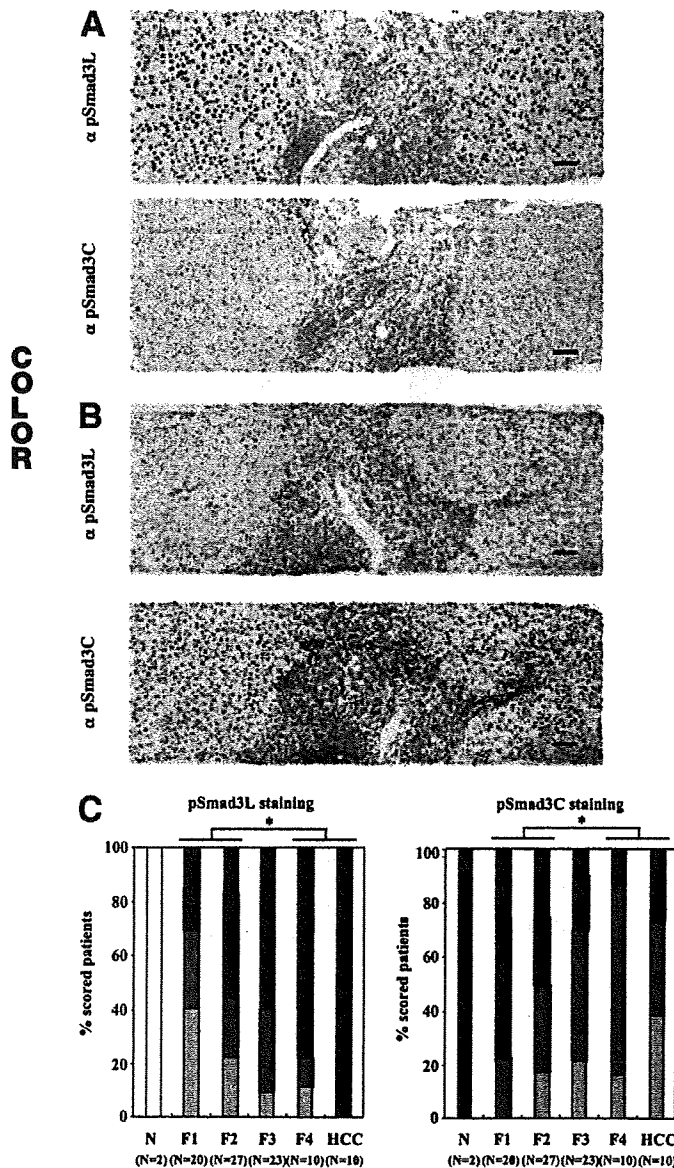 A
α pSmad3L
α pSmad3C
COLOR
B
α pSmad3L
α pSmad3C
C
pSmad3L staining
*
% scored patients
100
80
60
40
20
0
N F1 F2 F3 F4 HCC
(N=2) (N=20) (N=27) (N=23) (N=10) (N=10)
pSmad3C staining
*
% scored patients
100
80
60
40
20
0
N F1 F2 F3 F4 HCC
(N=2) (N=20) (N=27) (N=23) (N=10) (N=10)